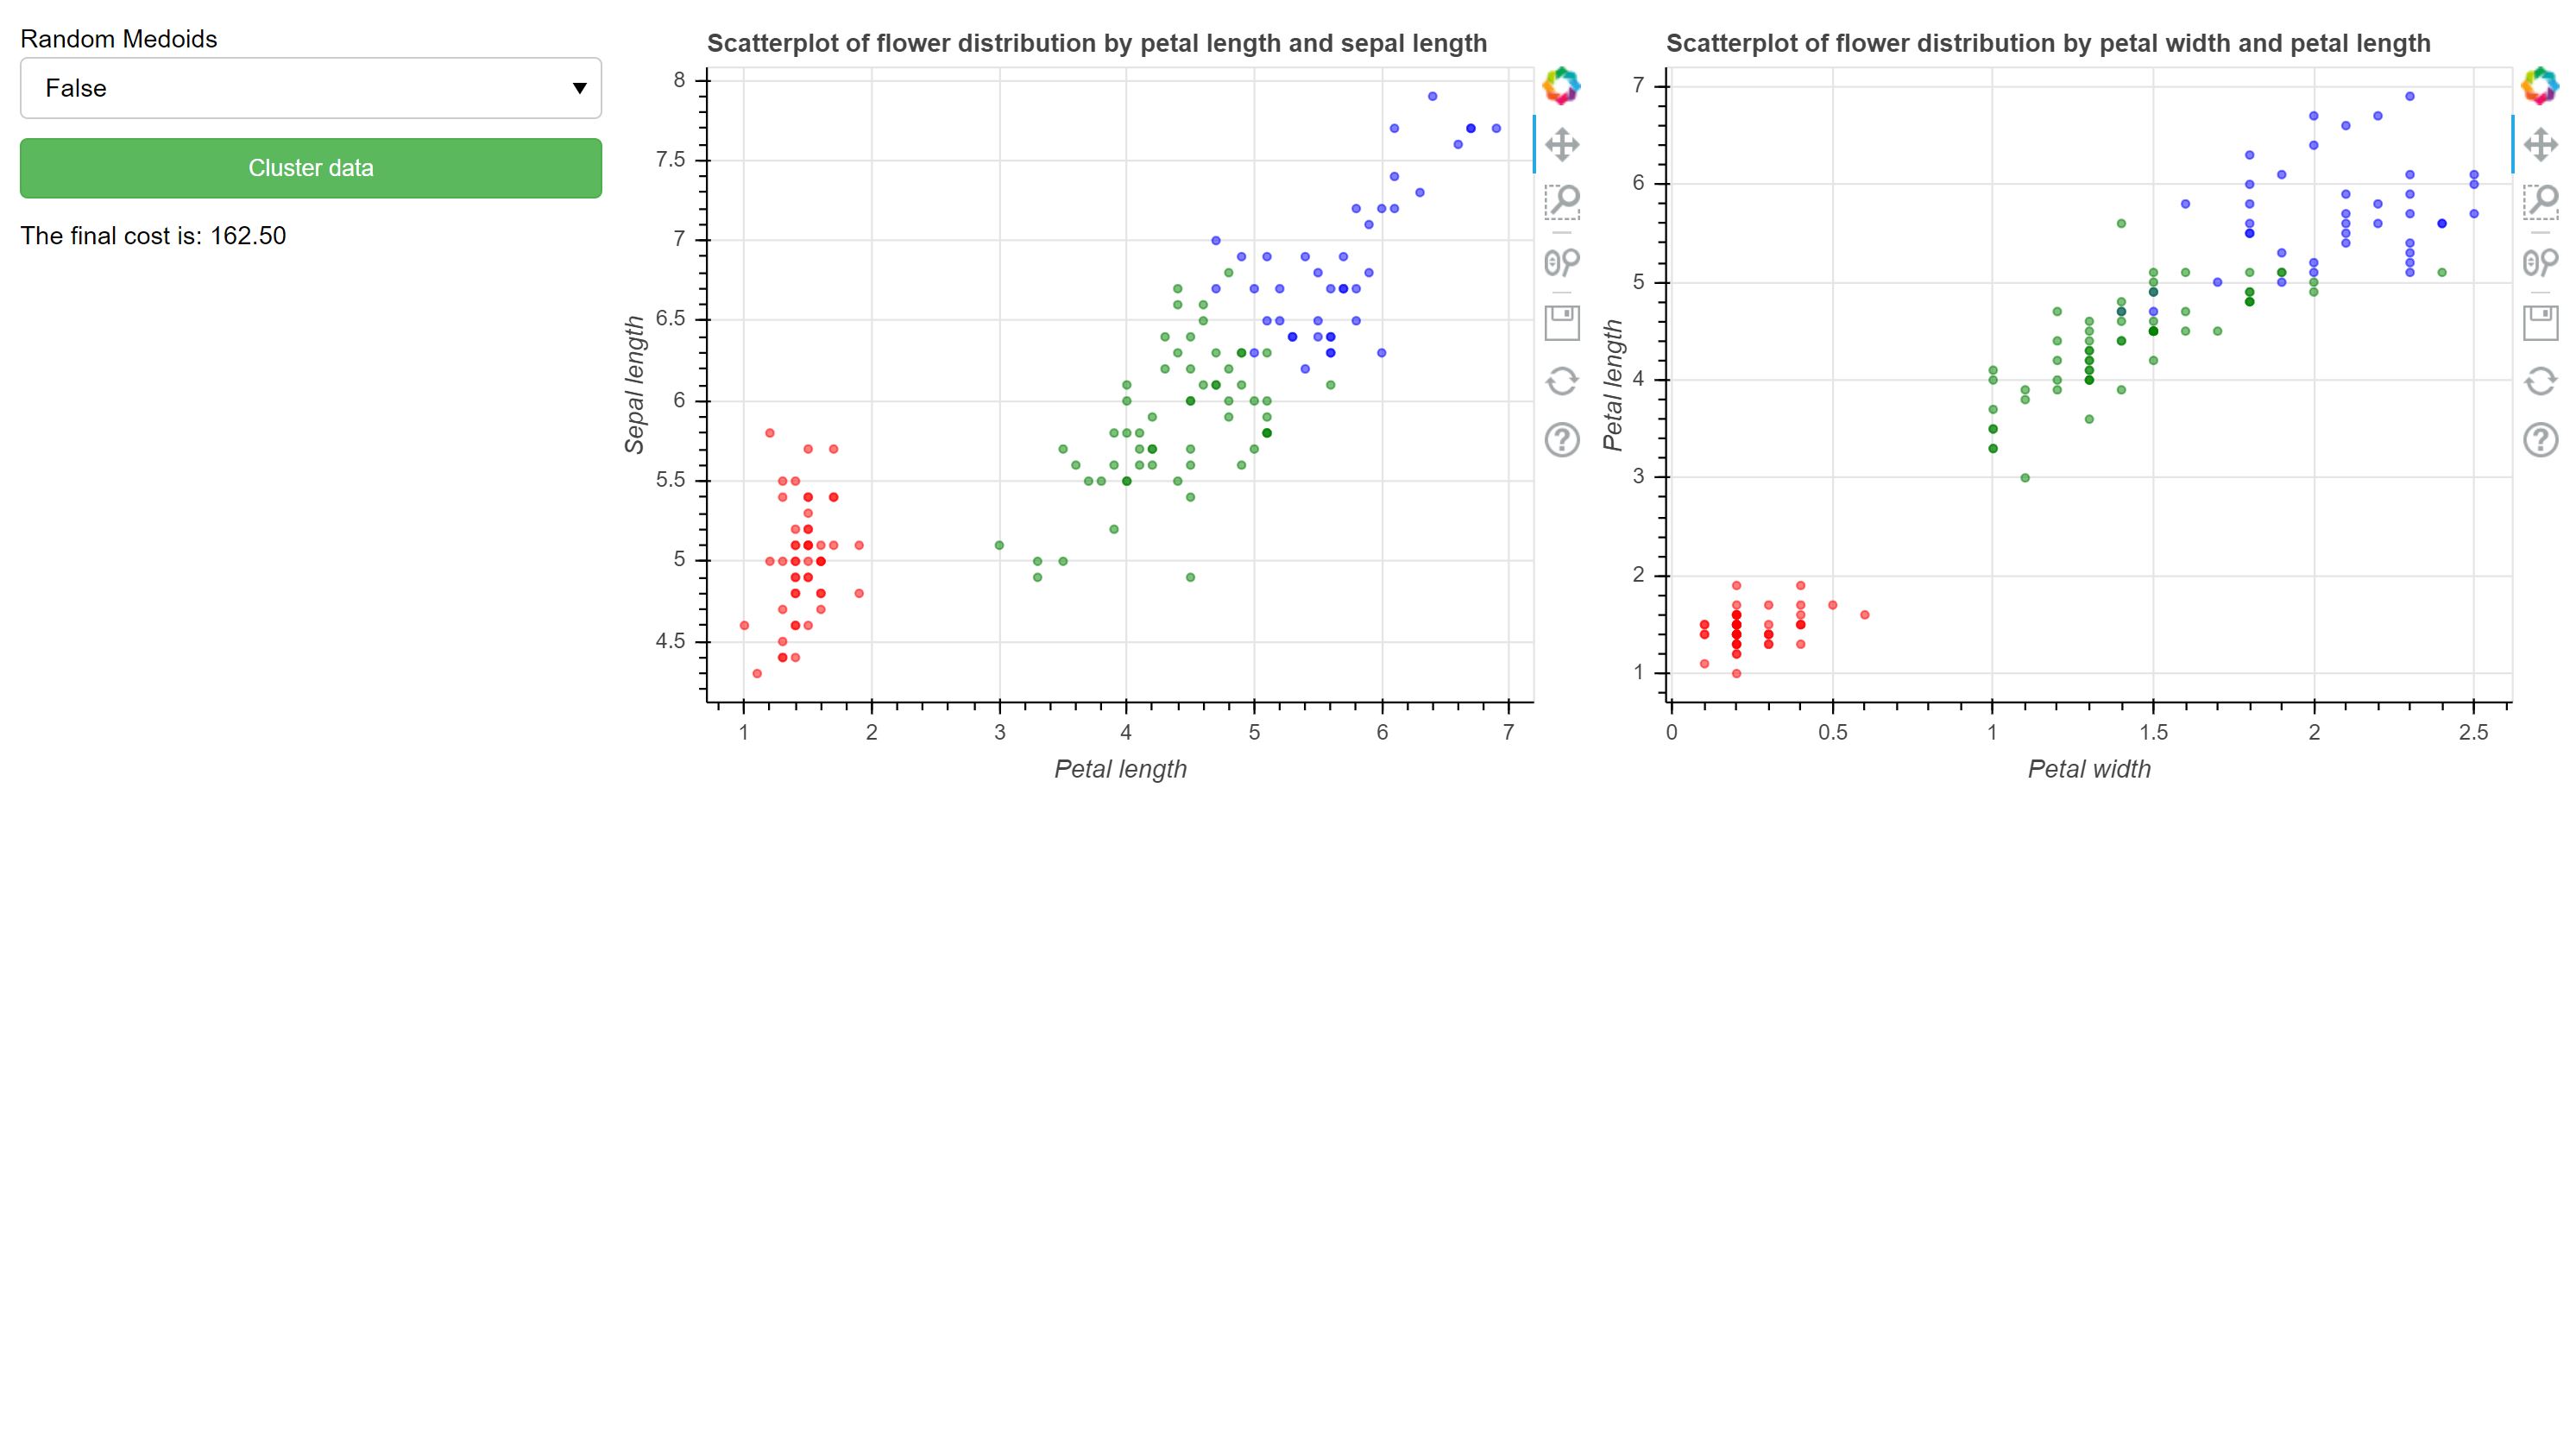 Random Medoids
False
Cluster data
The final cost is: 162.50
Scatterplot of flower distribution by petal length and sepal length
8
7.5
7
6.5
6
5.5
5
4.5
Sepal length
1 2 3 4 5 6 7
Petal length
Scatterplot of flower distribution by petal width and petal length
7
6
5
4
3
2
1
Petal length
0 0.5 1 1.5 2 2.5
Petal width